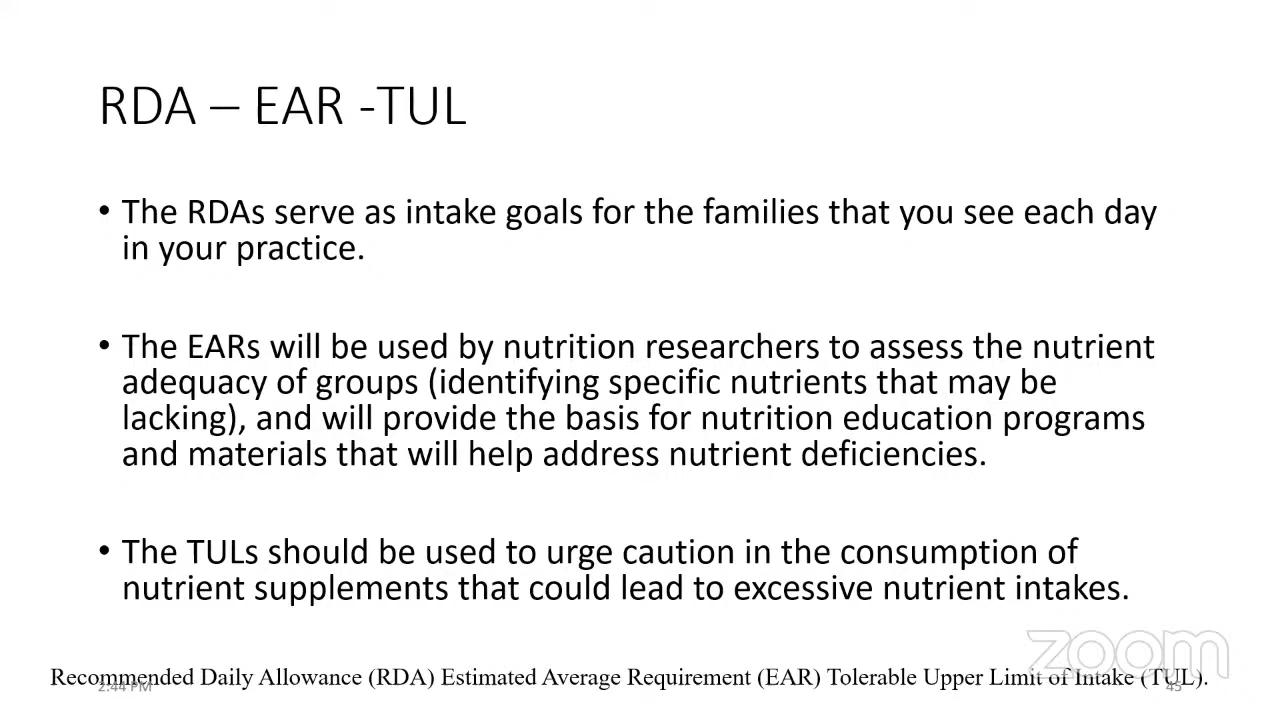 RDA – EAR -TUL
• The RDAs serve as intake goals for the families that you see each day
in your practice.
• The EARs will be used by nutrition researchers to assess the nutrient
adequacy of groups (identifying specific nutrients that may be
lacking), and will provide the basis for nutrition education programs
and materials that will help address nutrient deficiencies.
• The TULs should be used to urge caution in the consumption of
nutrient supplements that could lead to excessive nutrient intakes.
zoom
Recommended Daily Allowance (RDA) Estimated Average Requirement (EAR) Tolerable Upper Limit of Intake (TUL).
2:44 PM
45